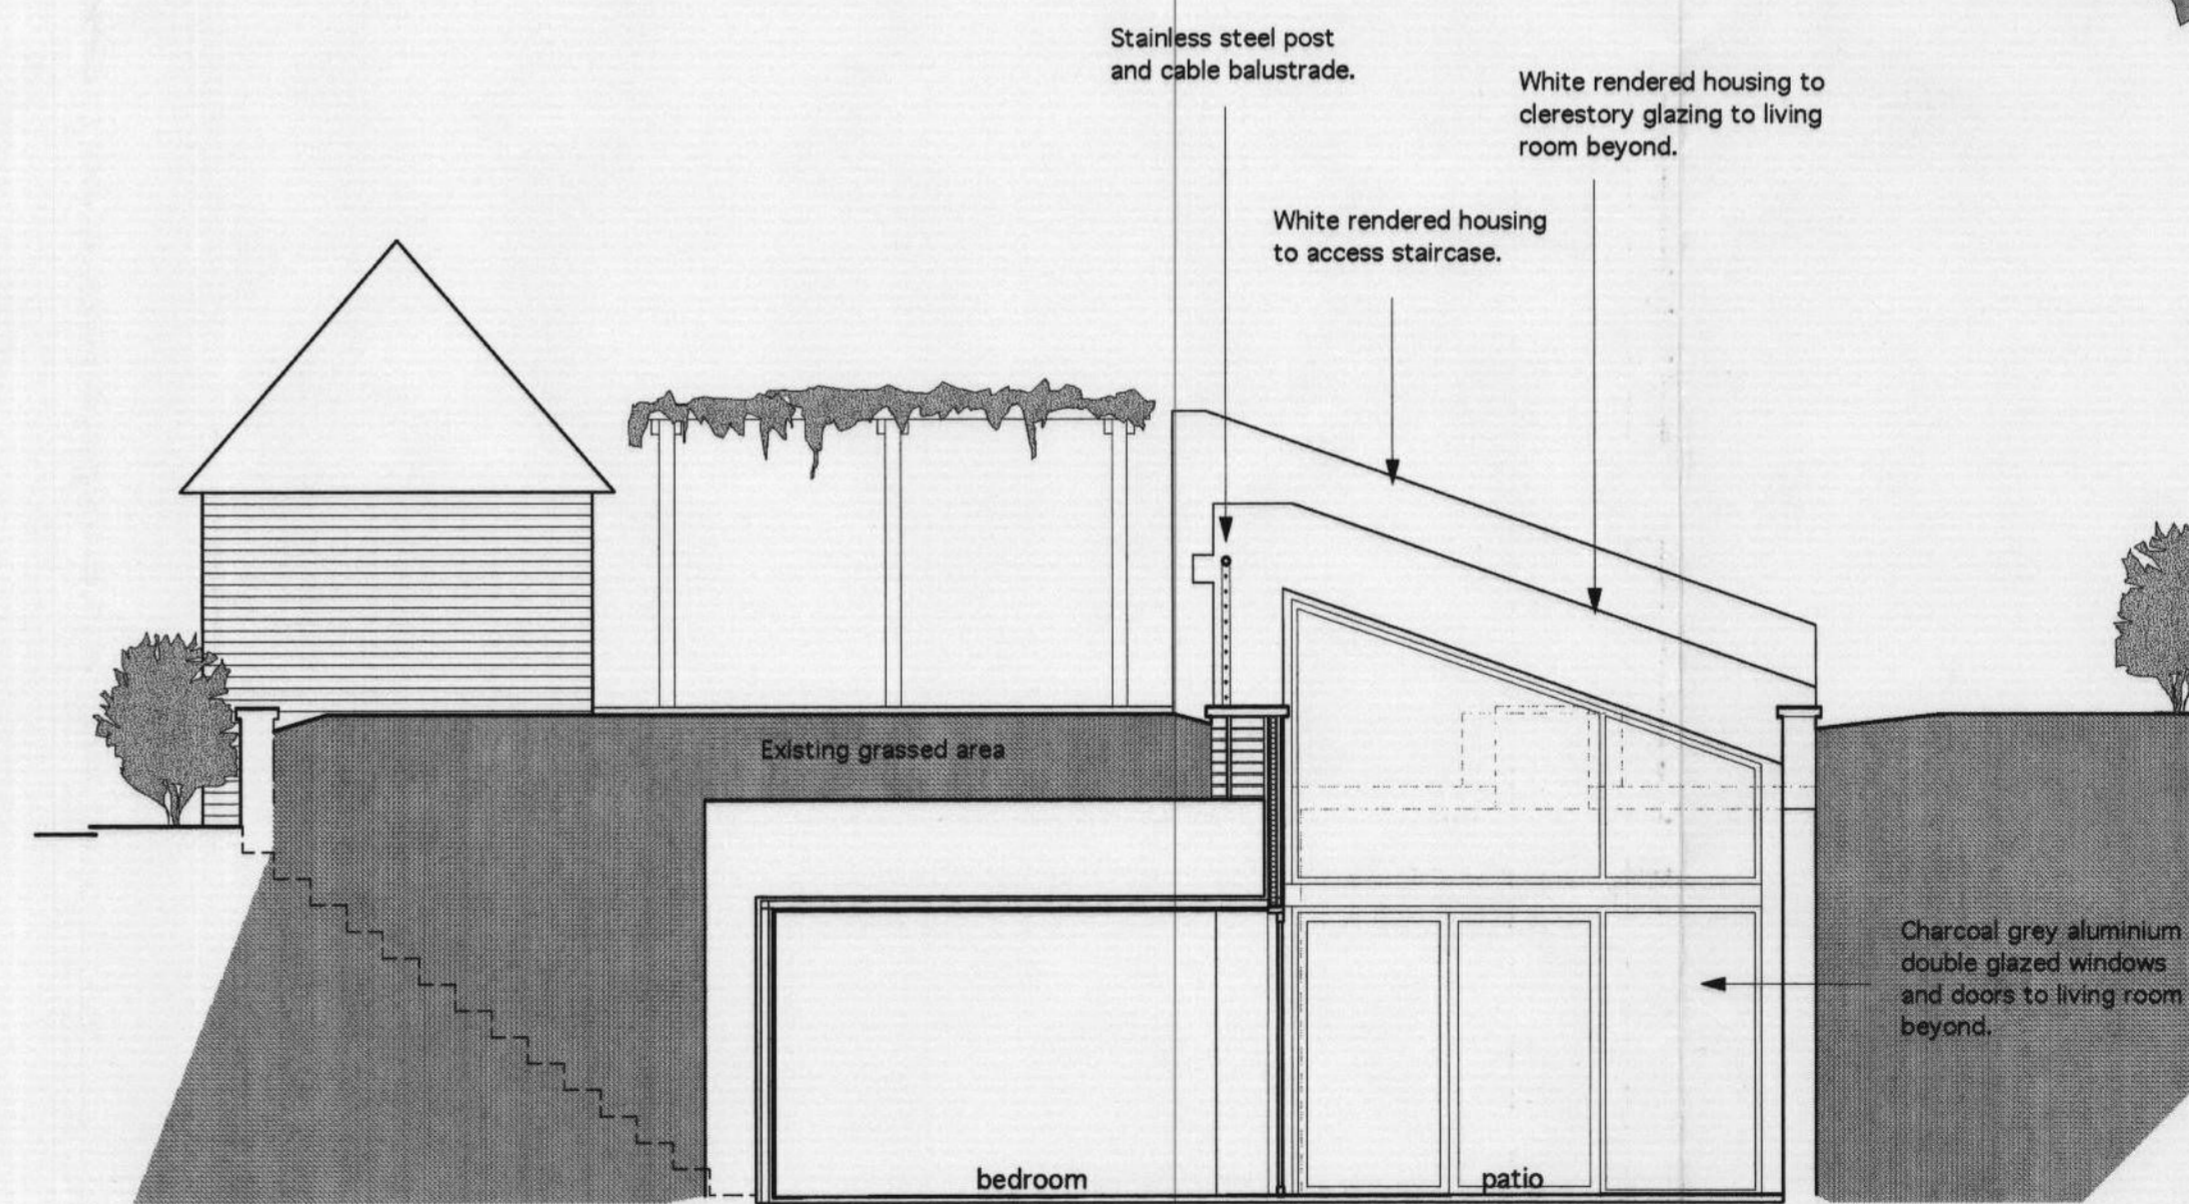 Stainless steel post
and cable balustrade.
White rendered housing to
clerestory glazing to living
room beyond.
White rendered housing
to access staircase.
Existing grassed area
Charcoal grey aluminium
double glazed windows
and doors to living room
beyond.
bedroom
patio